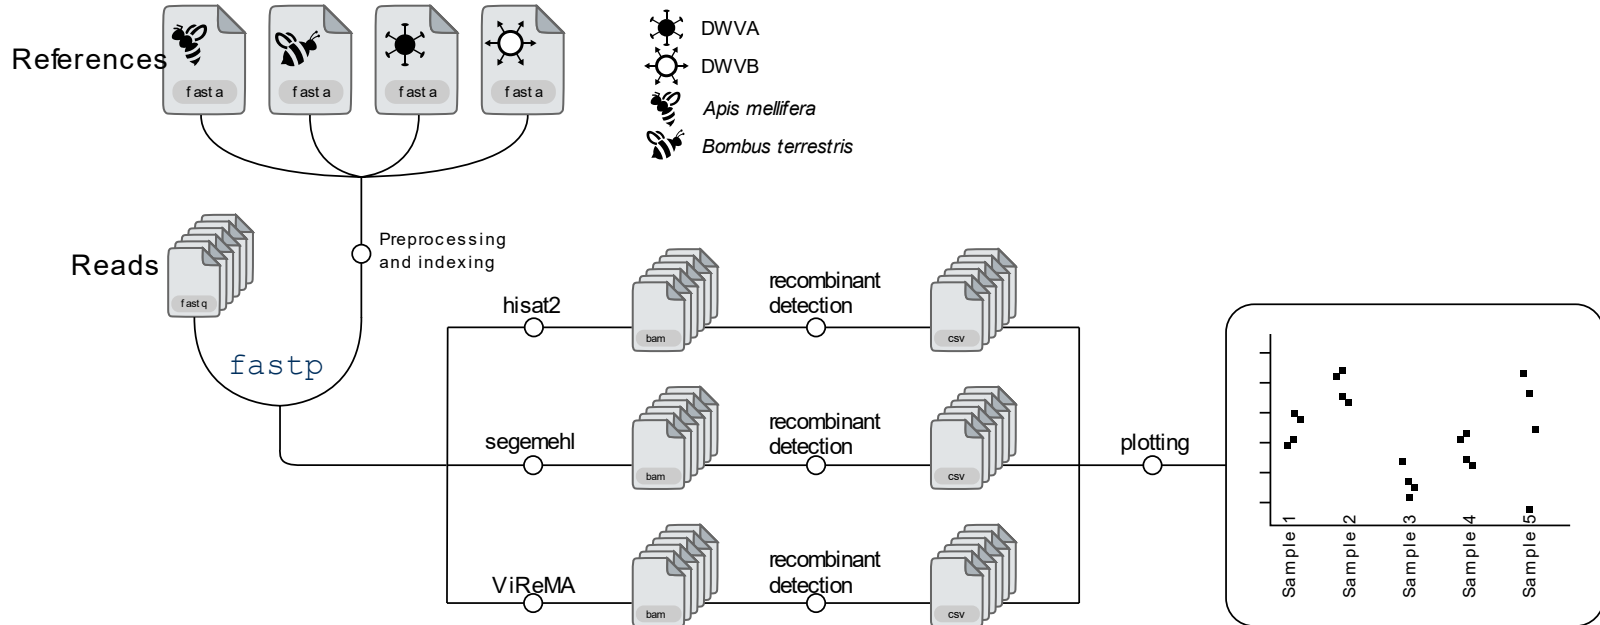 References
fasta
fasta
fasta
fasta
DWVA
DWVB
Apis mellifera
Bombus terrestris
Reads
fastq
Preprocessing
and indexing
fastp
hisat2
bam
recombinant
detection
csv
segemehl
bam
recombinant
detection
csv
plotting
ViReMA
bam
recombinant
detection
csv
Sample 1
Sample 2
Sample 3
Sample 4
Sample 5